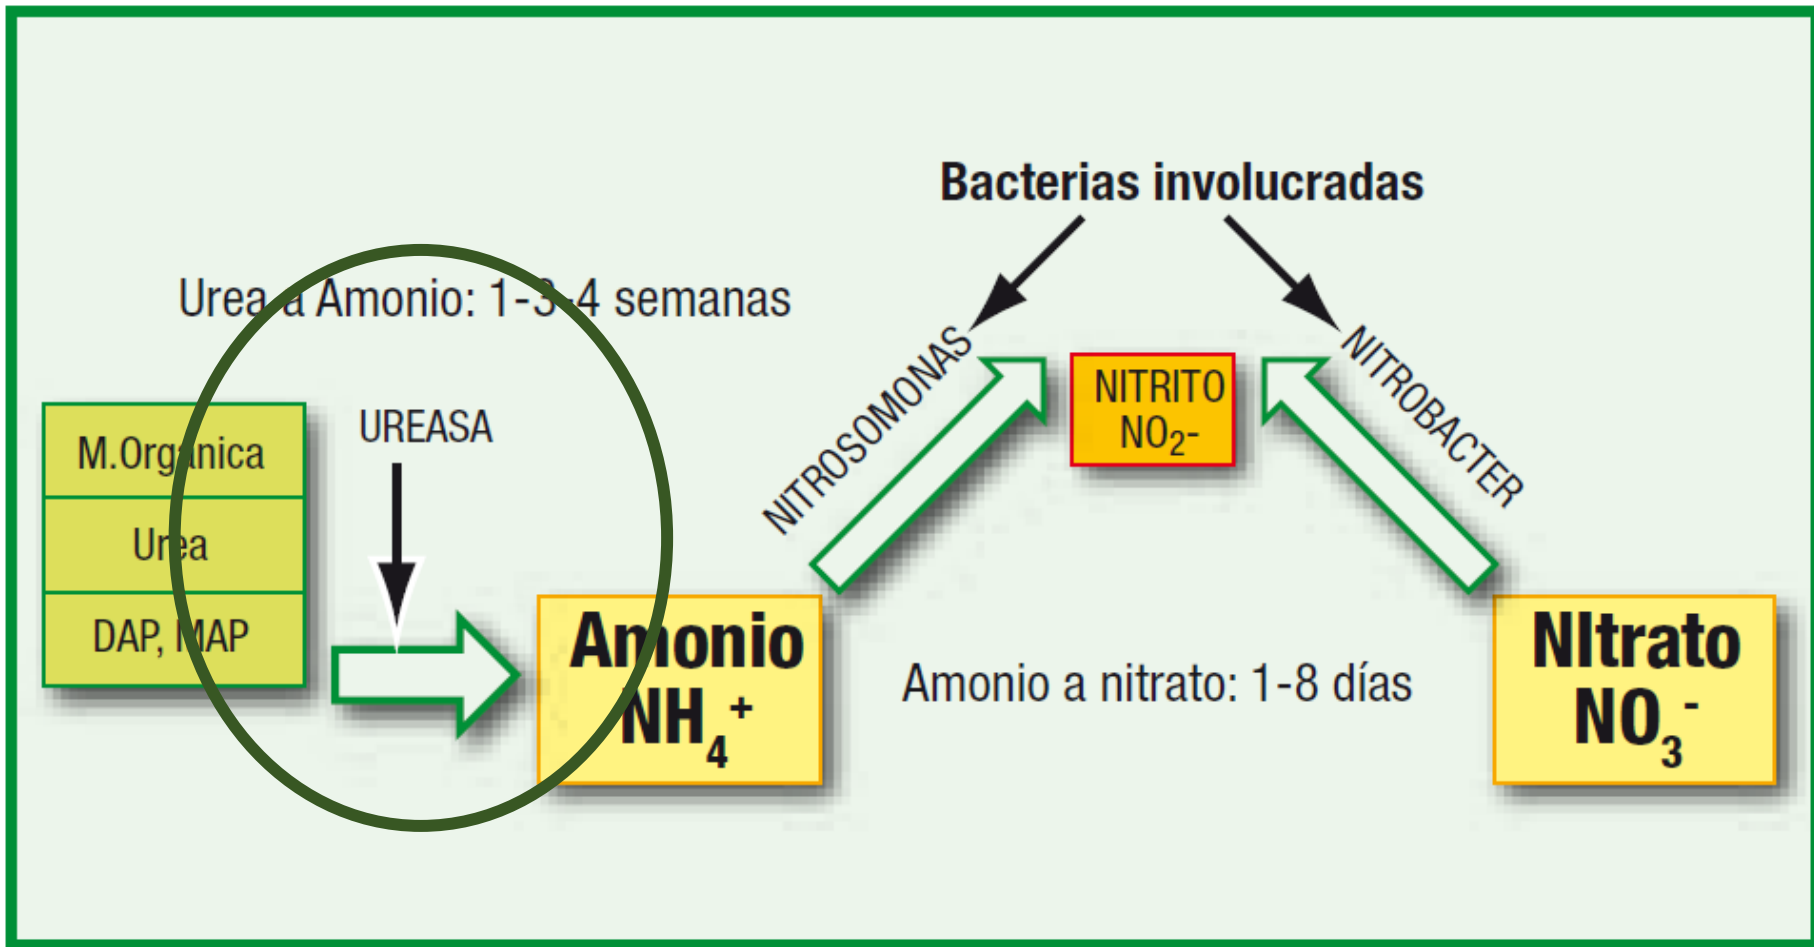 Bacterias involucradas
Urea a Amonio: 1-3-4 semanas
NITROSOMONAS
NITROBACTER
NITRITO
NO₂-
UREASA
M.Organica
Urea
DAP, MAP
Amonio
NH₄⁺
Amonio a nitrato: 1-8 días
NItrato
NO₃⁻